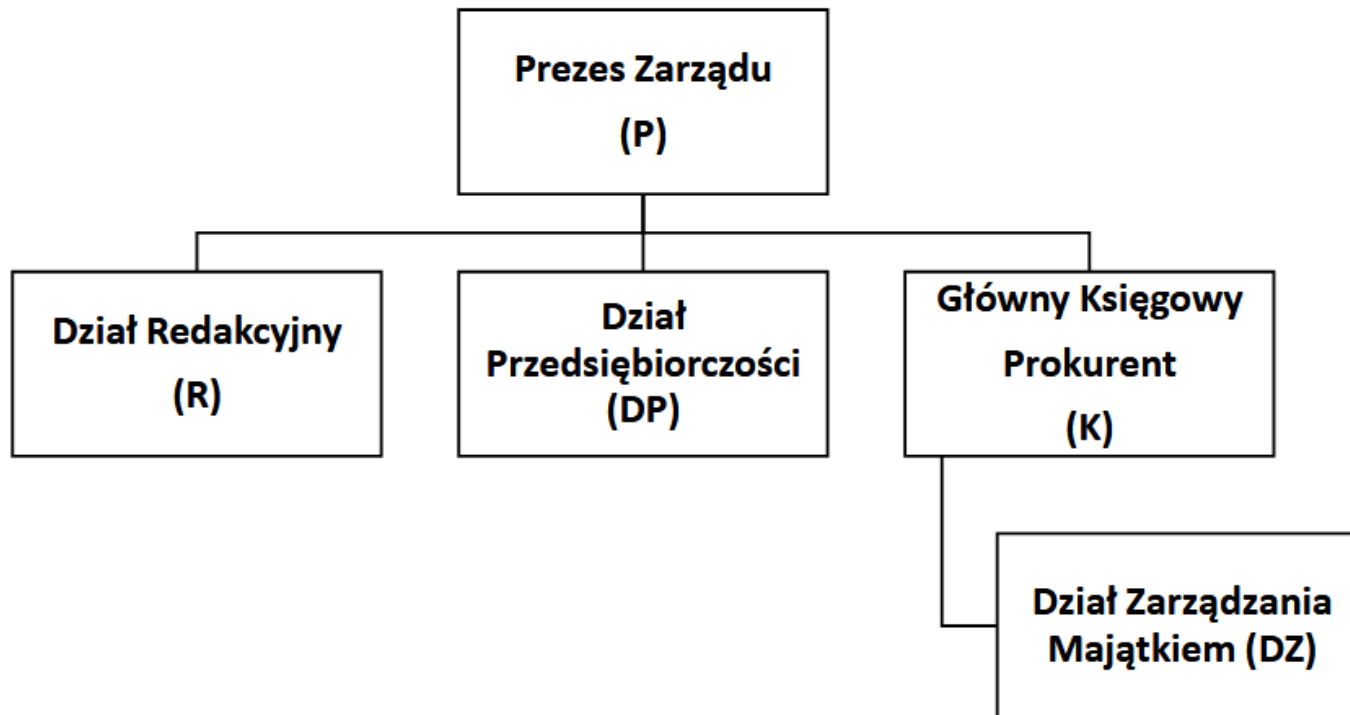 Prezes Zarządu
(P)
Dział Redakcyjny
(R)
Dział
Przedsiębiorczości
(DP)
Główny Księgowy
Prokurent
(K)
Dział Zarządzania
Majątkiem (DZ)